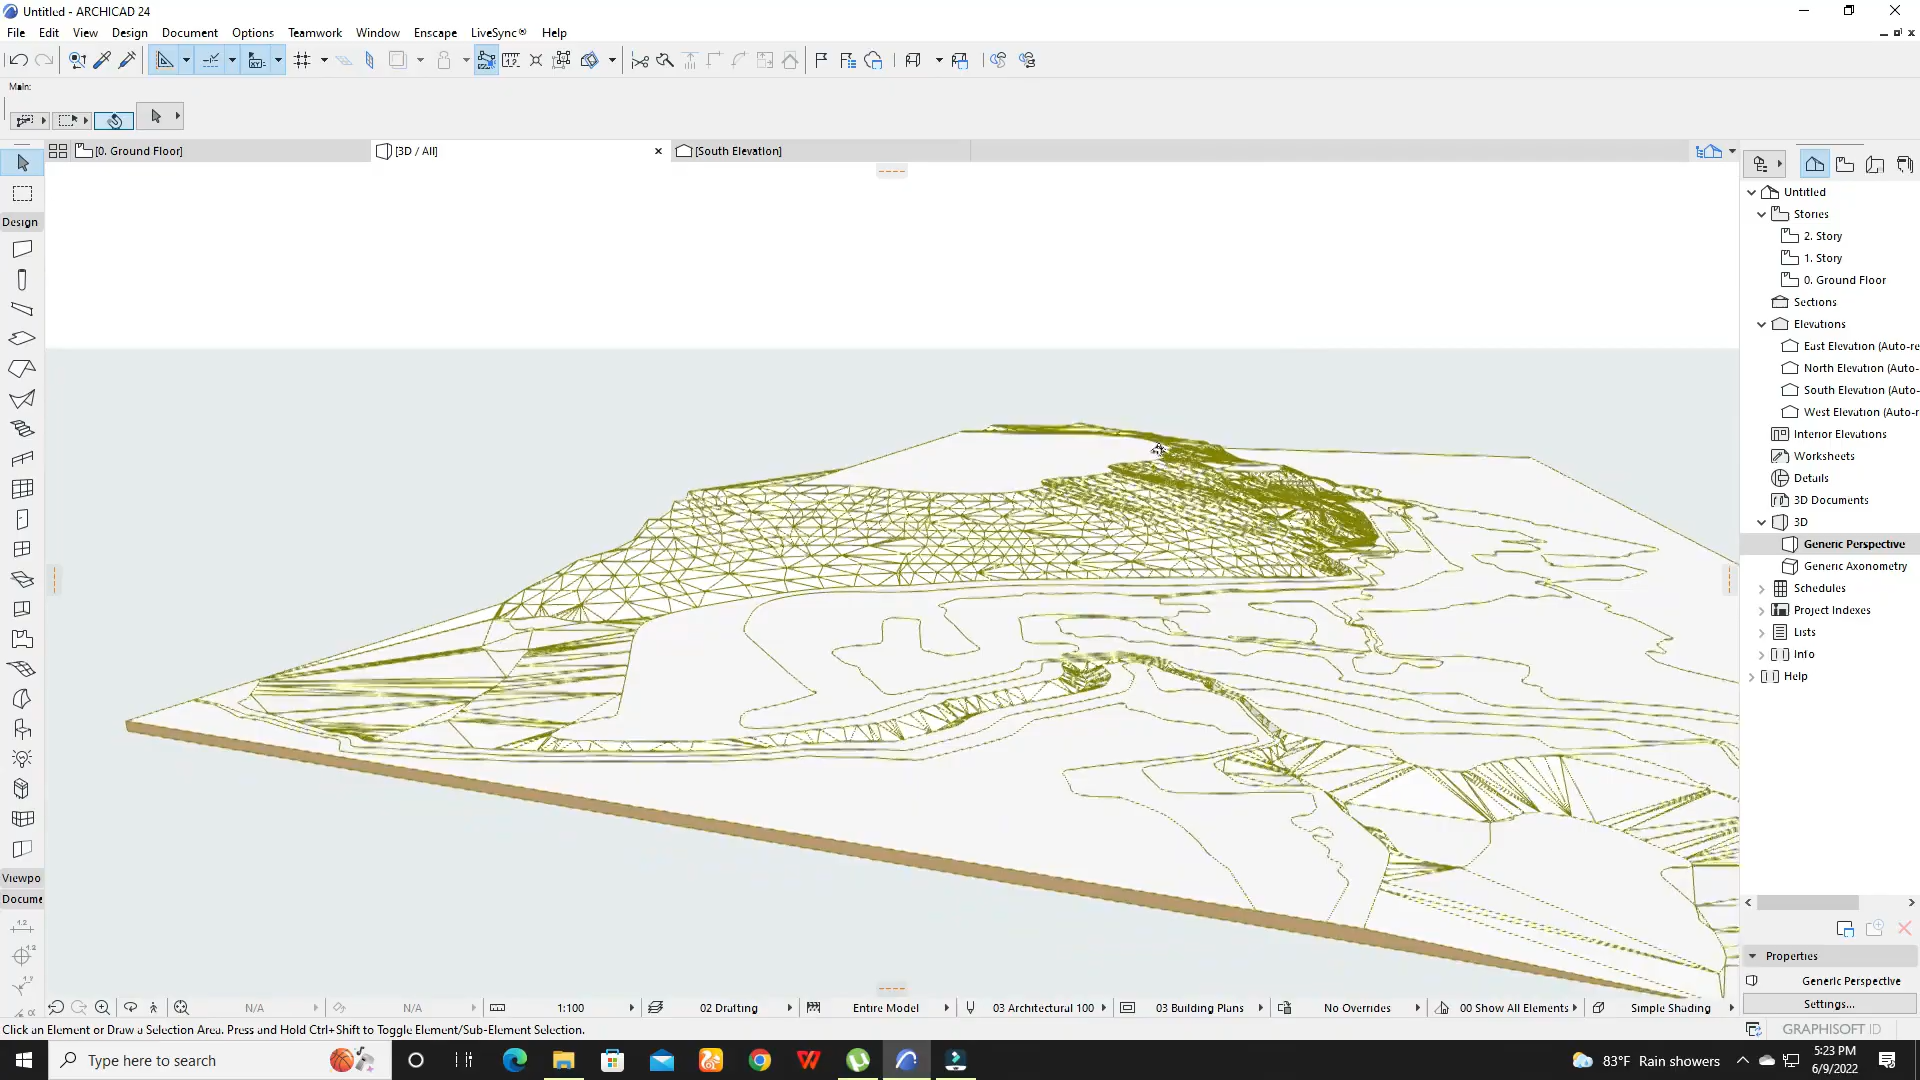 Untitled - ARCHICAD 24
File Edit View Design Document Options Teamwork Window Enscape LiveSync® Help
Main:
[0. Ground Floor]
[3D / All]
[South Elevation]
Design
Viewpo
Docume
Untitled
Stories
2. Story
1. Story
0. Ground Floor
Sections
Elevations
East Elevation (Auto-re
North Elevation (Auto-
South Elevation (Auto-
West Elevation (Auto-r
Interior Elevations
Worksheets
Details
3D Documents
3D
Generic Perspective
Generic Axonometry
Schedules
Project Indexes
Lists
Info
Help
Properties
Generic Perspective
Settings...
N/A N/A 1:100 02 Drafting Entire Model 03 Architectural 100 03 Building Plans No Overrides 00 Show All Elements Simple Shading
Click an Element or Draw a Selection Area. Press and Hold Ctrl+Shift to Toggle Element/Sub-Element Selection.
GRAPHISOFT ID
Type here to search
83°F Rain showers
5:23 PM
6/9/2022